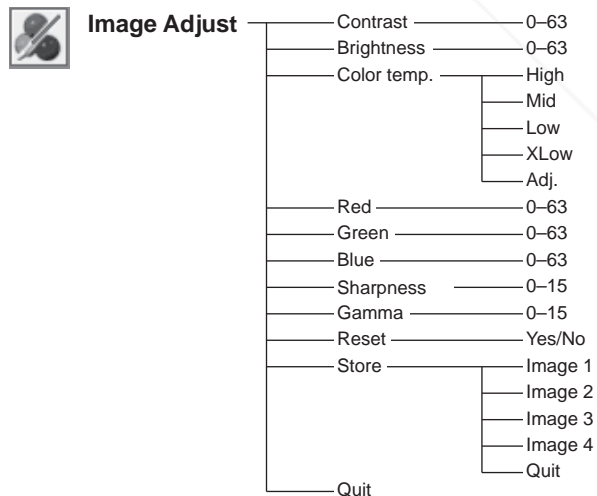 Image Adjust Contrast 0–63
Brightness 0–63
Color temp. High
Mid
Low
XLow
Adj.
Red 0–63
Green 0–63
Blue 0–63
Sharpness 0–15
Gamma 0–15
Reset Yes/No
Store Image 1
Image 2
Image 3
Image 4
Quit
Quit